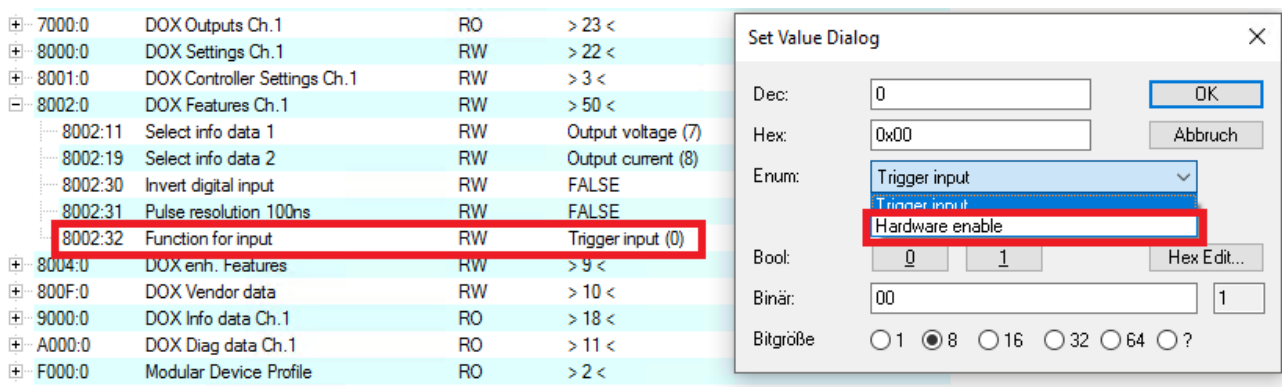 7000:0 DOX Outputs Ch.1 RO > 23 <
8000:0 DOX Settings Ch.1 RW > 22 <
8001:0 DOX Controller Settings Ch.1 RW > 3 <
8002:0 DOX Features Ch.1 RW > 50 <
8002:11 Select info data 1 RW Output voltage (7)
8002:19 Select info data 2 RW Output current (8)
8002:30 Invert digital input RW FALSE
8002:31 Pulse resolution 100ns RW FALSE
8002:32 Function for input RW Trigger input (0)
8004:0 DOX enh. Features RW > 9 <
800F:0 DOX Vendor data RW > 10 <
9000:0 DOX Info data Ch.1 RO > 18 <
A000:0 DOX Diag data Ch.1 RO > 11 <
F000:0 Modular Device Profile RO > 2 <
Set Value Dialog
Dec: 0 OK
Hex: 0x00 Abbruch
Enum: Trigger input
Trigger input
Hardware enable
Bool: 0 1 Hex Edit...
Binär: 00 1
Bitgröße 1 8 16 32 64 ?